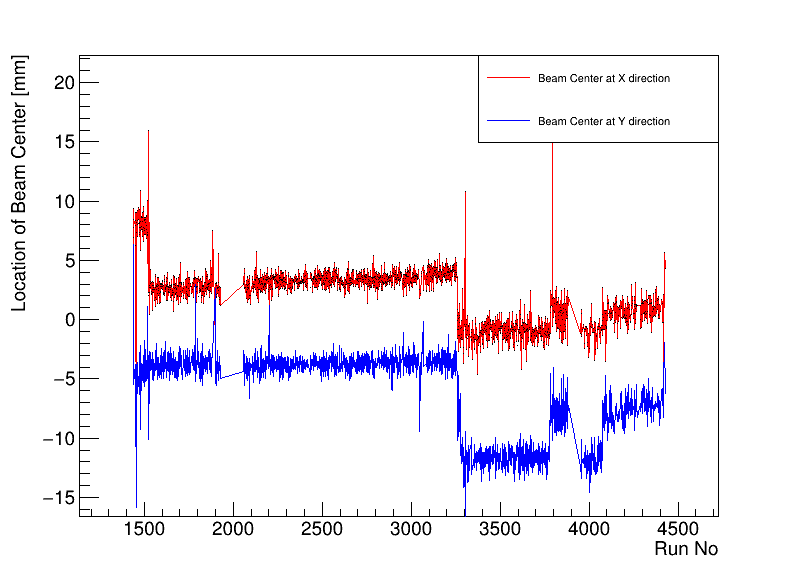 Location of Beam Center [mm]
Beam Center at X direction
Beam Center at Y direction
20
15
10
5
0
−5
−10
−15
1500 2000 2500 3000 3500 4000 4500
Run No